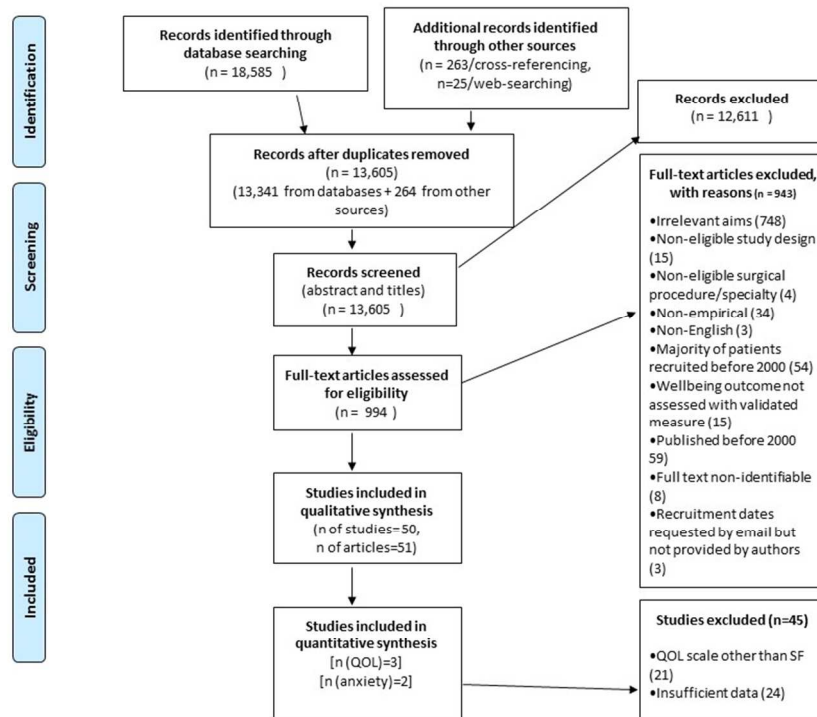 Identification
Records identified through
database searching
(n = 18,585 )
Additional records identified
through other sources
(n = 263/cross-referencing,
n=25/web-searching)
Records excluded
(n = 12,611 )
Records after duplicates removed
(n = 13,605)
(13,341 from databases + 264 from other
sources)
Full-text articles excluded,
with reasons (n = 943)
•Irrelevant aims (748)
•Non-eligible study design
(15)
•Non-eligible surgical
procedure/specialty (4)
•Non-empirical (34)
•Non-English (3)
•Majority of patients
recruited before 2000 (54)
•Wellbeing outcome not
assessed with validated
measure (15)
•Published before 2000
59)
•Full text non-identifiable
(8)
•Recruitment dates
requested by email but
not provided by authors
(3)
Screening
Records screened
(abstract and titles)
(n = 13,605 )
Eligibility
Full-text articles assessed
for eligibility
(n = 994 )
Studies included in
qualitative synthesis
(n of studies=50,
n of articles=51)
Included
Studies included in
quantitative synthesis
[n (QOL)=3]
[n (anxiety)=2]
Studies excluded (n=45)
•QOL scale other than SF
(21)
•Insufficient data (24)